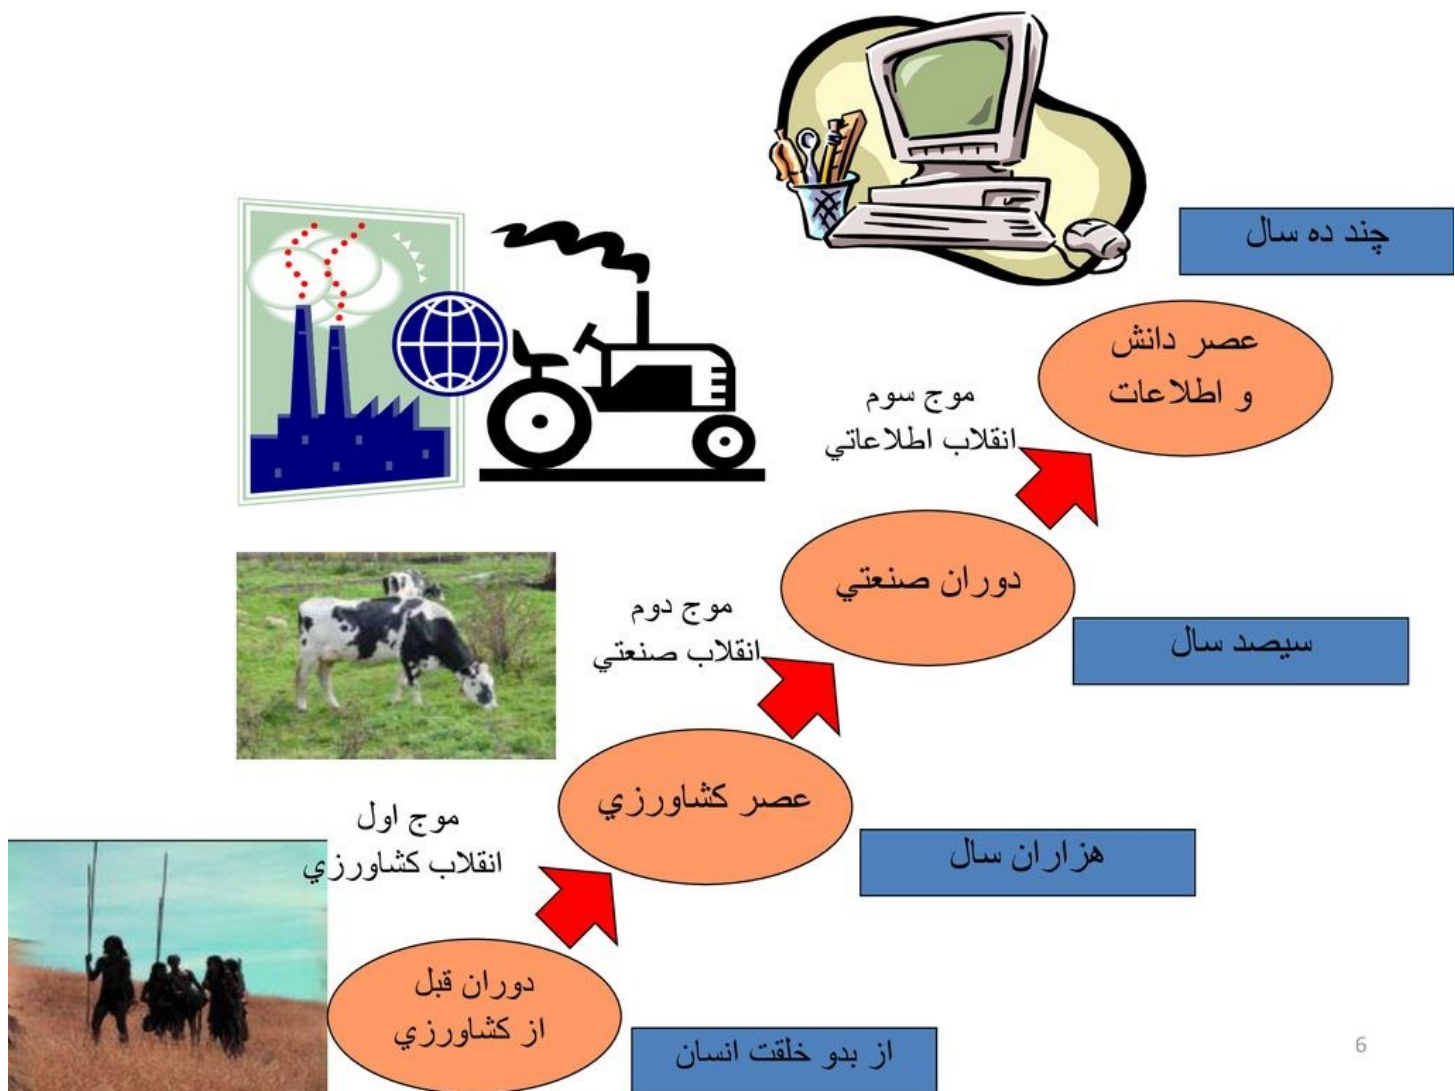 چند ده سال
عصر دانش
و اطلاعات
موج سوم
انقلاب اطلاعاتي
دوران صنعتي
سيصد سال
موج دوم
انقلاب صنعتي
عصر كشاورزي
هزاران سال
موج اول
انقلاب كشاورزي
دوران قبل
از كشاورزي
از بدو خلقت انسان
6